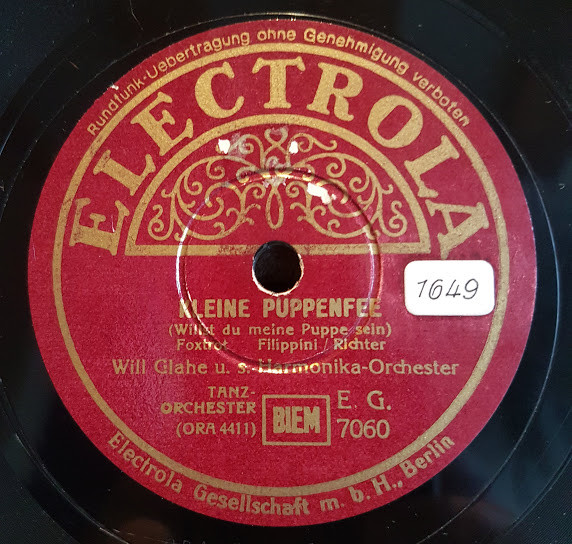 Rundfunk-Uebertragung ohne Genehmigung verboten
ELECTROLA
1649
KLEINE PUPPENFEE
(Willst du meine Puppe sein)
Foxtrot Filippini / Richter
Will Glahe u. s. Harmonika-Orchester
TANZ-
ORCHESTER
(ORA 4411)
BIEM
E. G.
7060
Electrola Gesellschaft m. b. H., Berlin